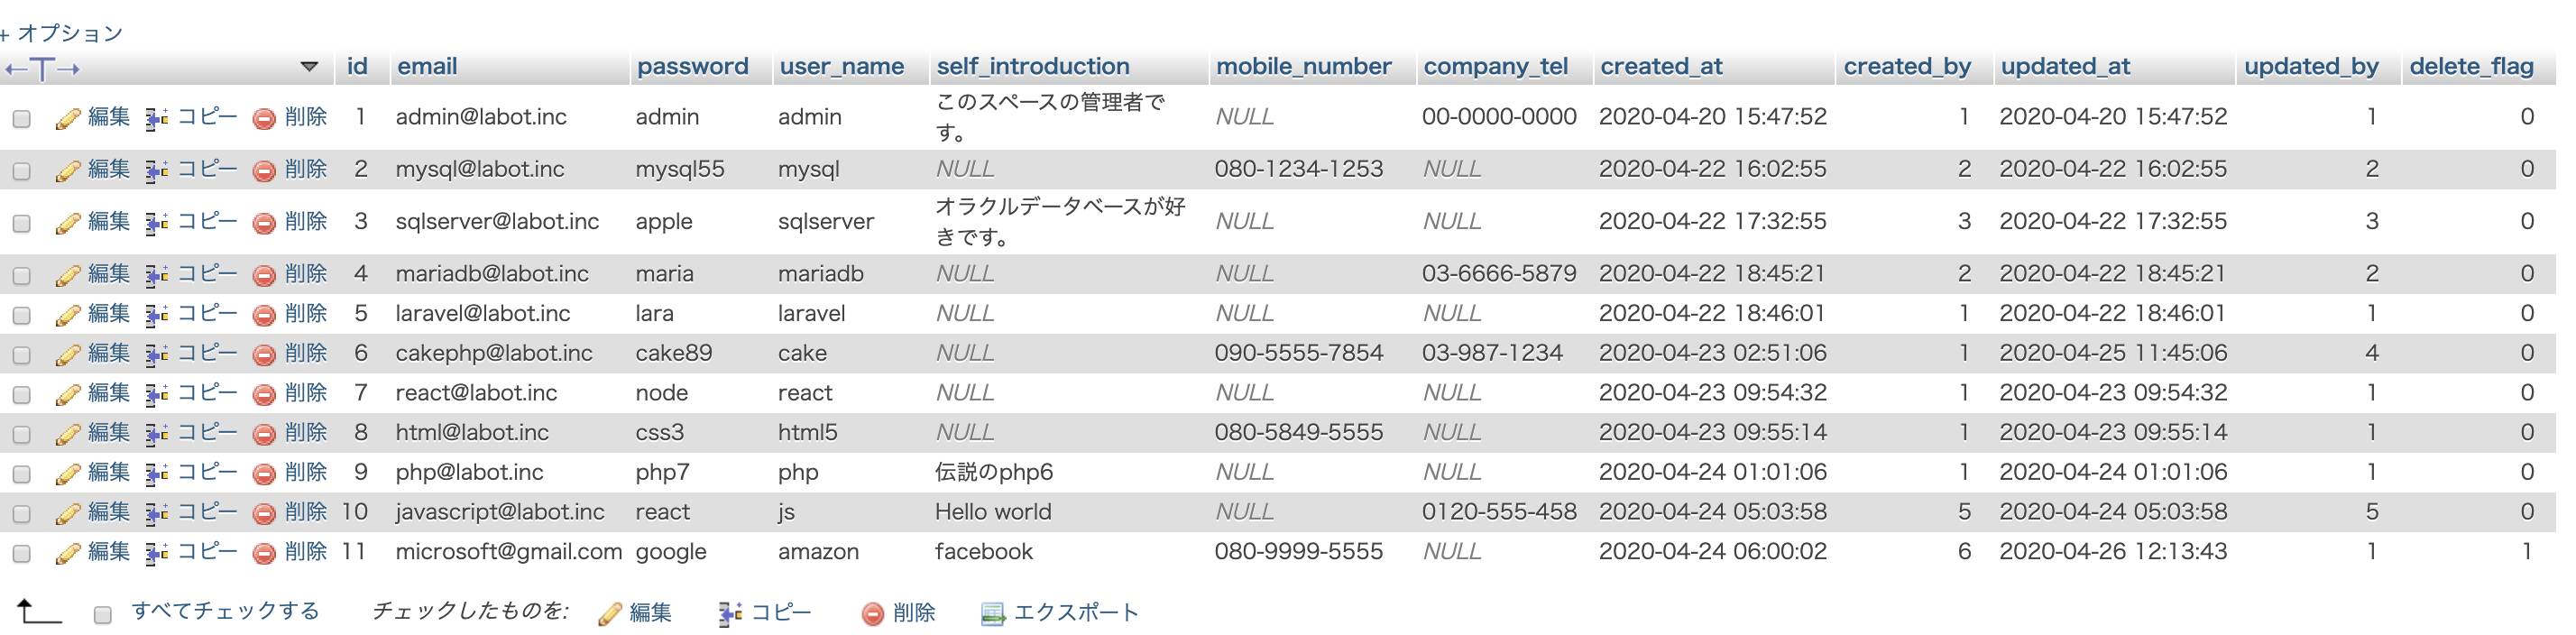 + オプション
←T→ id email password user_name self_introduction mobile_number company_tel created_at created_by updated_at updated_by delete_flag
編集 コピー 削除 1 admin@labot.inc admin admin このスペースの管理者で NULL 00-0000-0000 2020-04-20 15:47:52 1 2020-04-20 15:47:52 1 0
す。
編集 コピー 削除 2 mysql@labot.inc mysql55 mysql NULL 080-1234-1253 NULL 2020-04-22 16:02:55 2 2020-04-22 16:02:55 2 0
編集 コピー 削除 3 sqlserver@labot.inc apple sqlserver オラクルデータベースが好 NULL NULL 2020-04-22 17:32:55 3 2020-04-22 17:32:55 3 0
きです。
編集 コピー 削除 4 mariadb@labot.inc maria mariadb NULL NULL 03-6666-5879 2020-04-22 18:45:21 2 2020-04-22 18:45:21 2 0
編集 コピー 削除 5 laravel@labot.inc lara laravel NULL NULL NULL 2020-04-22 18:46:01 1 2020-04-22 18:46:01 1 0
編集 コピー 削除 6 cakephp@labot.inc cake89 cake NULL 090-5555-7854 03-987-1234 2020-04-23 02:51:06 1 2020-04-25 11:45:06 4 0
編集 コピー 削除 7 react@labot.inc node react NULL NULL NULL 2020-04-23 09:54:32 1 2020-04-23 09:54:32 1 0
編集 コピー 削除 8 html@labot.inc css3 html5 NULL 080-5849-5555 NULL 2020-04-23 09:55:14 1 2020-04-23 09:55:14 1 0
編集 コピー 削除 9 php@labot.inc php7 php 伝説のphp6 NULL NULL 2020-04-24 01:01:06 1 2020-04-24 01:01:06 1 0
編集 コピー 削除 10 javascript@labot.inc react js Hello world NULL 0120-555-458 2020-04-24 05:03:58 5 2020-04-24 05:03:58 5 0
編集 コピー 削除 11 microsoft@gmail.com google amazon facebook 080-9999-5555 NULL 2020-04-24 06:00:02 6 2020-04-26 12:13:43 1 1
すべてチェックする チェックしたものを: 編集 コピー 削除 エクスポート